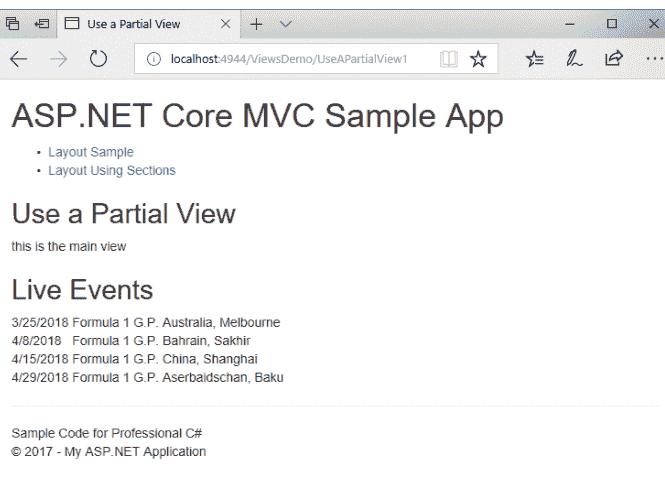 Use a Partial View
localhost:4944/ViewsDemo/UseAPartialView1
ASP.NET Core MVC Sample App
• Layout Sample
• Layout Using Sections
Use a Partial View
this is the main view
Live Events
3/25/2018 Formula 1 G.P. Australia, Melbourne
4/8/2018 Formula 1 G.P. Bahrain, Sakhir
4/15/2018 Formula 1 G.P. China, Shanghai
4/29/2018 Formula 1 G.P. Aserbaidschan, Baku
Sample Code for Professional C#
© 2017 - My ASP.NET Application